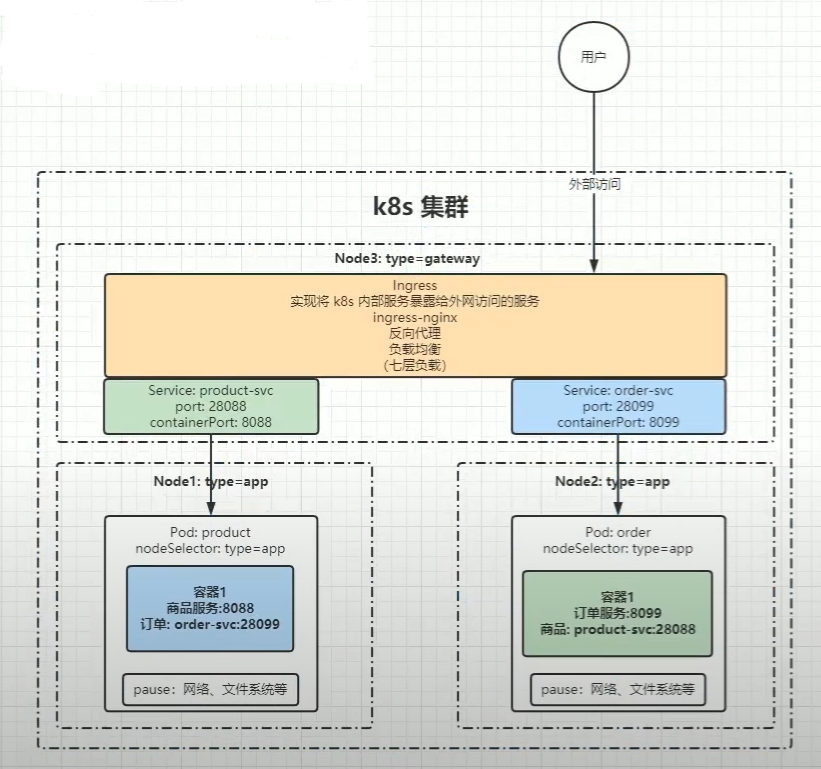 用户
外部访问
k8s 集群
Node3: type=gateway
Ingress
实现将 k8s 内部服务暴露给外网访问的服务
ingress-nginx
反向代理
负载均衡
（七层负载）
Service: product-svc
port: 28088
containerPort: 8088
Service: order-svc
port: 28099
containerPort: 8099
Node1: type=app
Pod: product
nodeSelector: type=app
容器1
商品服务:8088
订单: order-svc:28099
pause：网络、文件系统等
Node2: type=app
Pod: order
nodeSelector: type=app
容器1
订单服务:8099
商品: product-svc:28088
pause：网络、文件系统等